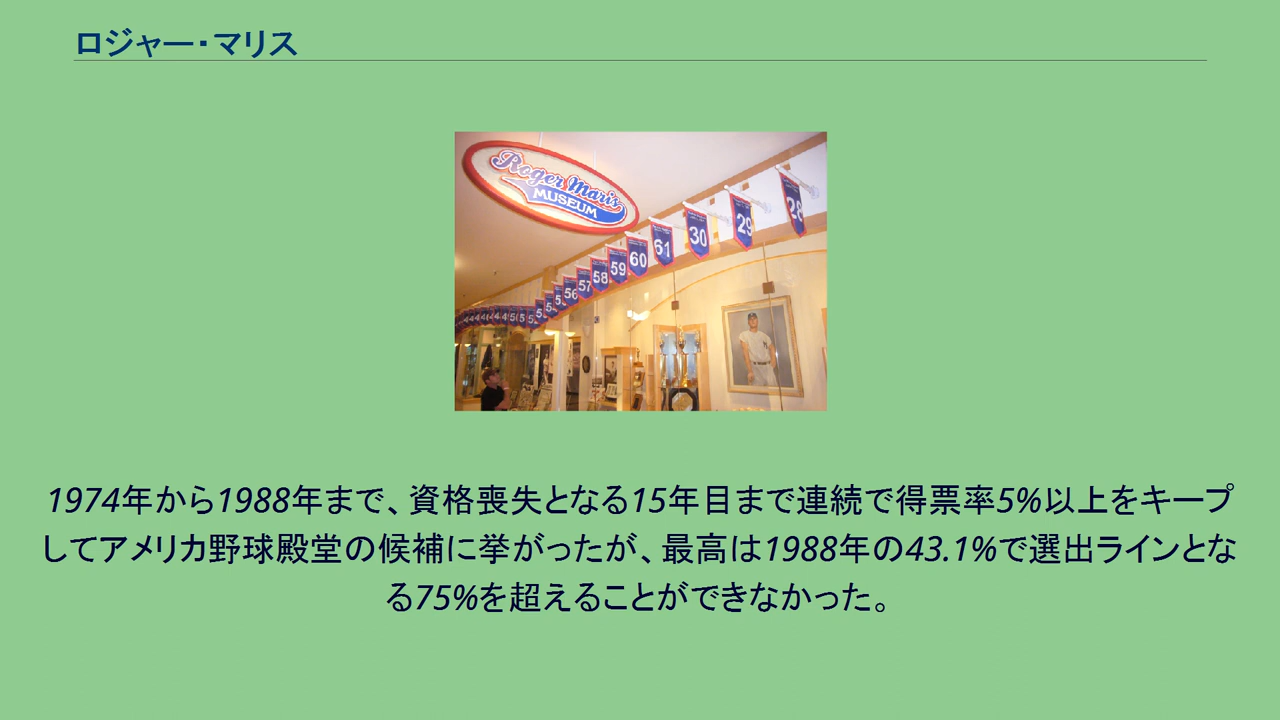 ロジャー・マリス
Roger Maris
MUSEUM
28
29
30
61
60
59
58
57
56
1974年から1988年まで、資格喪失となる15年目まで連続で得票率5%以上をキープ
してアメリカ野球殿堂の候補に挙がったが、最高は1988年の43.1%で選出ラインとな
る75%を超えることができなかった。